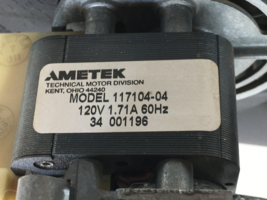 AMETEK
TECHNICAL MOTOR DIVISION
KENT, OHIO 44240
MODEL 117104-04
120V 1.71A 60Hz
34 001196